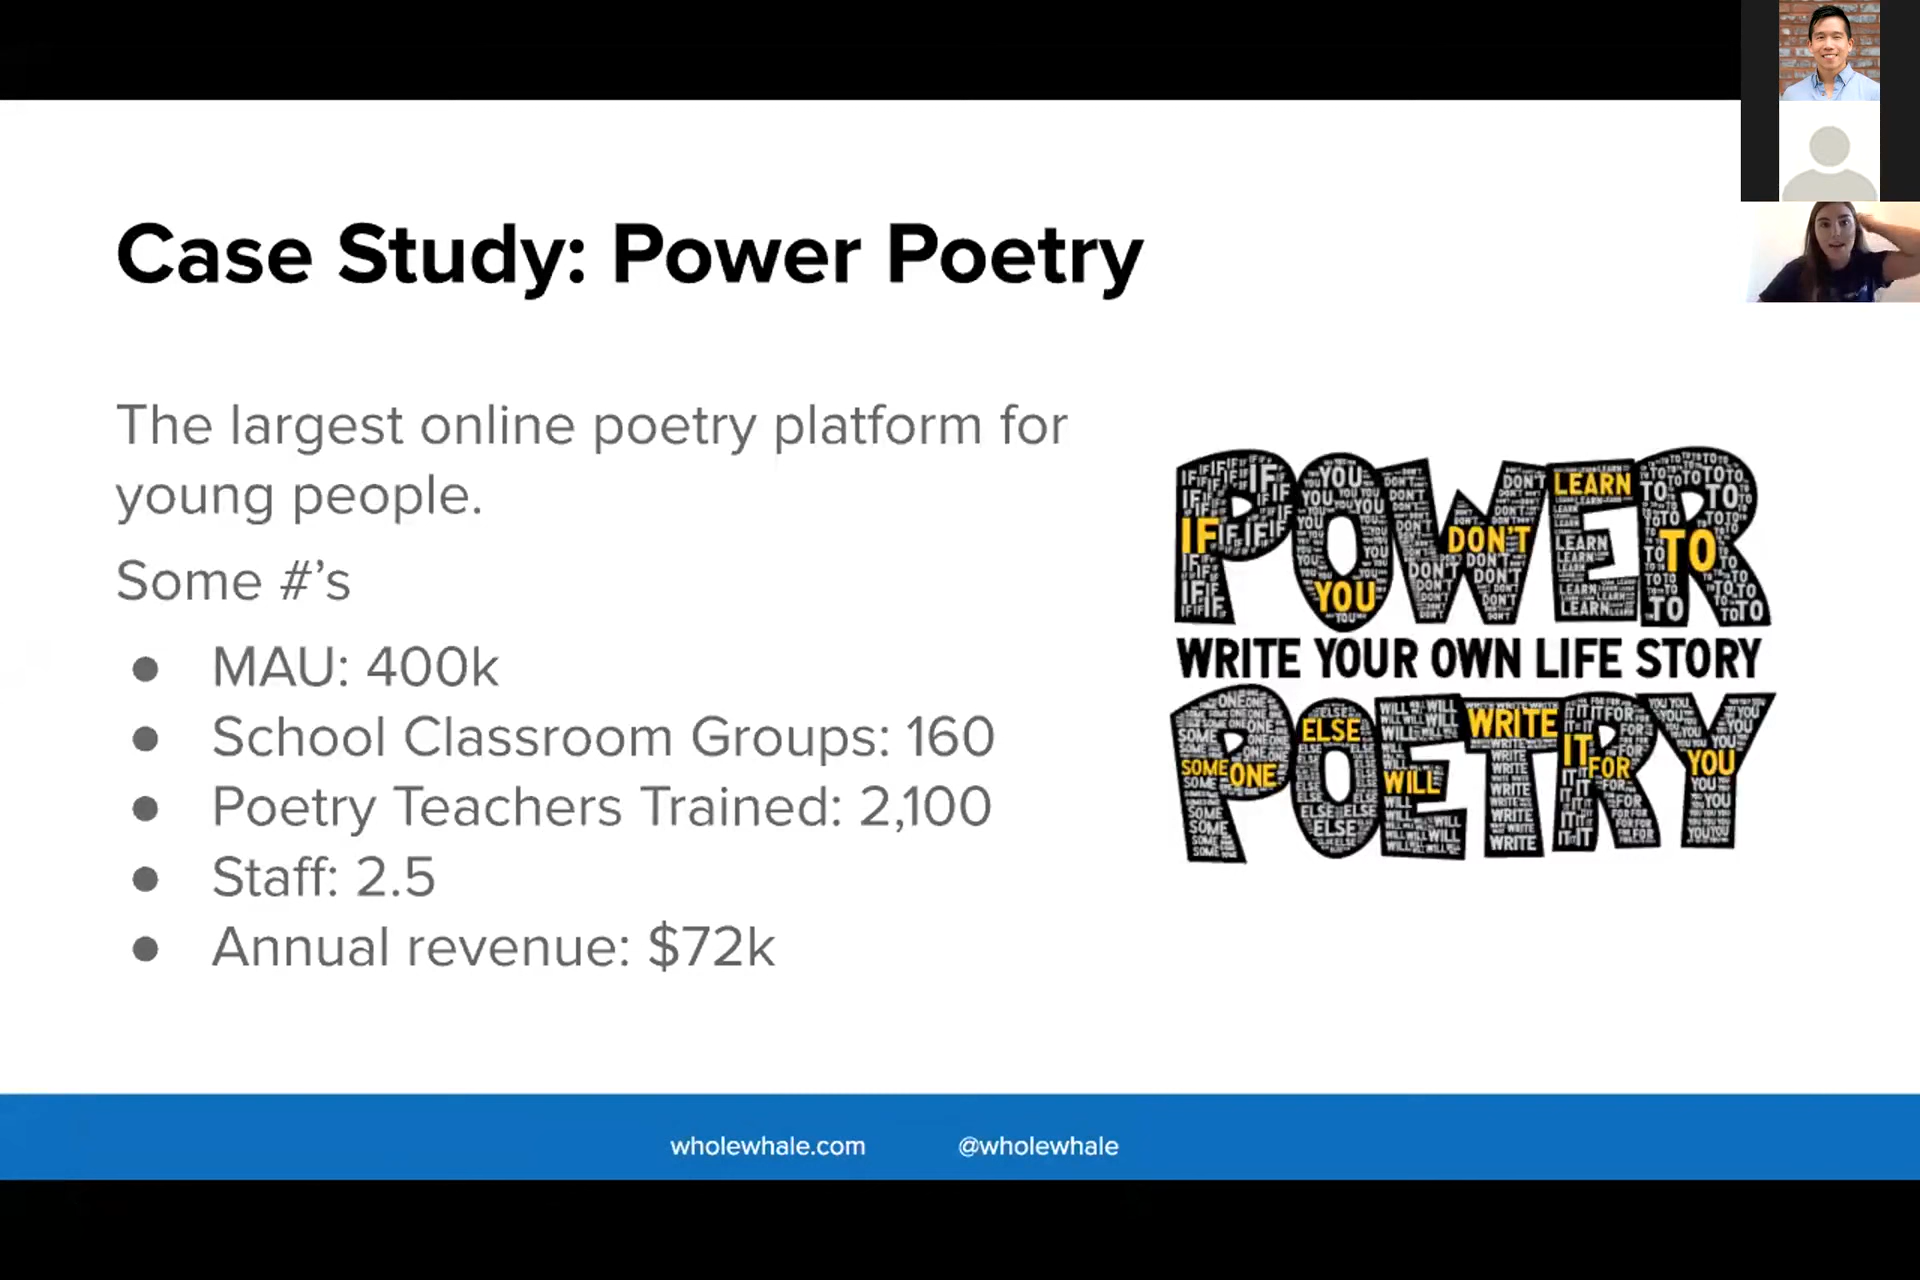 Case Study: Power Poetry
The largest online poetry platform for
young people.
Some #’s
● MAU: 400k
● School Classroom Groups: 160
● Poetry Teachers Trained: 2,100
● Staff: 2.5
● Annual revenue: $72k
POWER
IF YOU DON'T LEARN TO
WRITE YOUR OWN LIFE STORY
POETRY
SOMEONE ELSE WILL WRITE IT FOR YOU
wholewhale.com @wholewhale